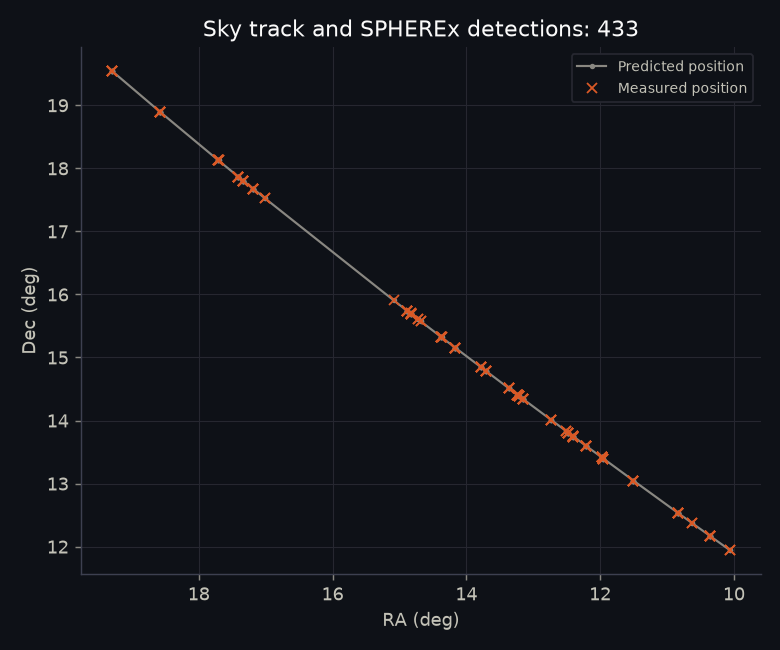 Sky track and SPHEREx detections: 433
Predicted position
Measured position
19
18
17
16
15
14
13
12
Dec (deg)
18 16 14 12 10
RA (deg)